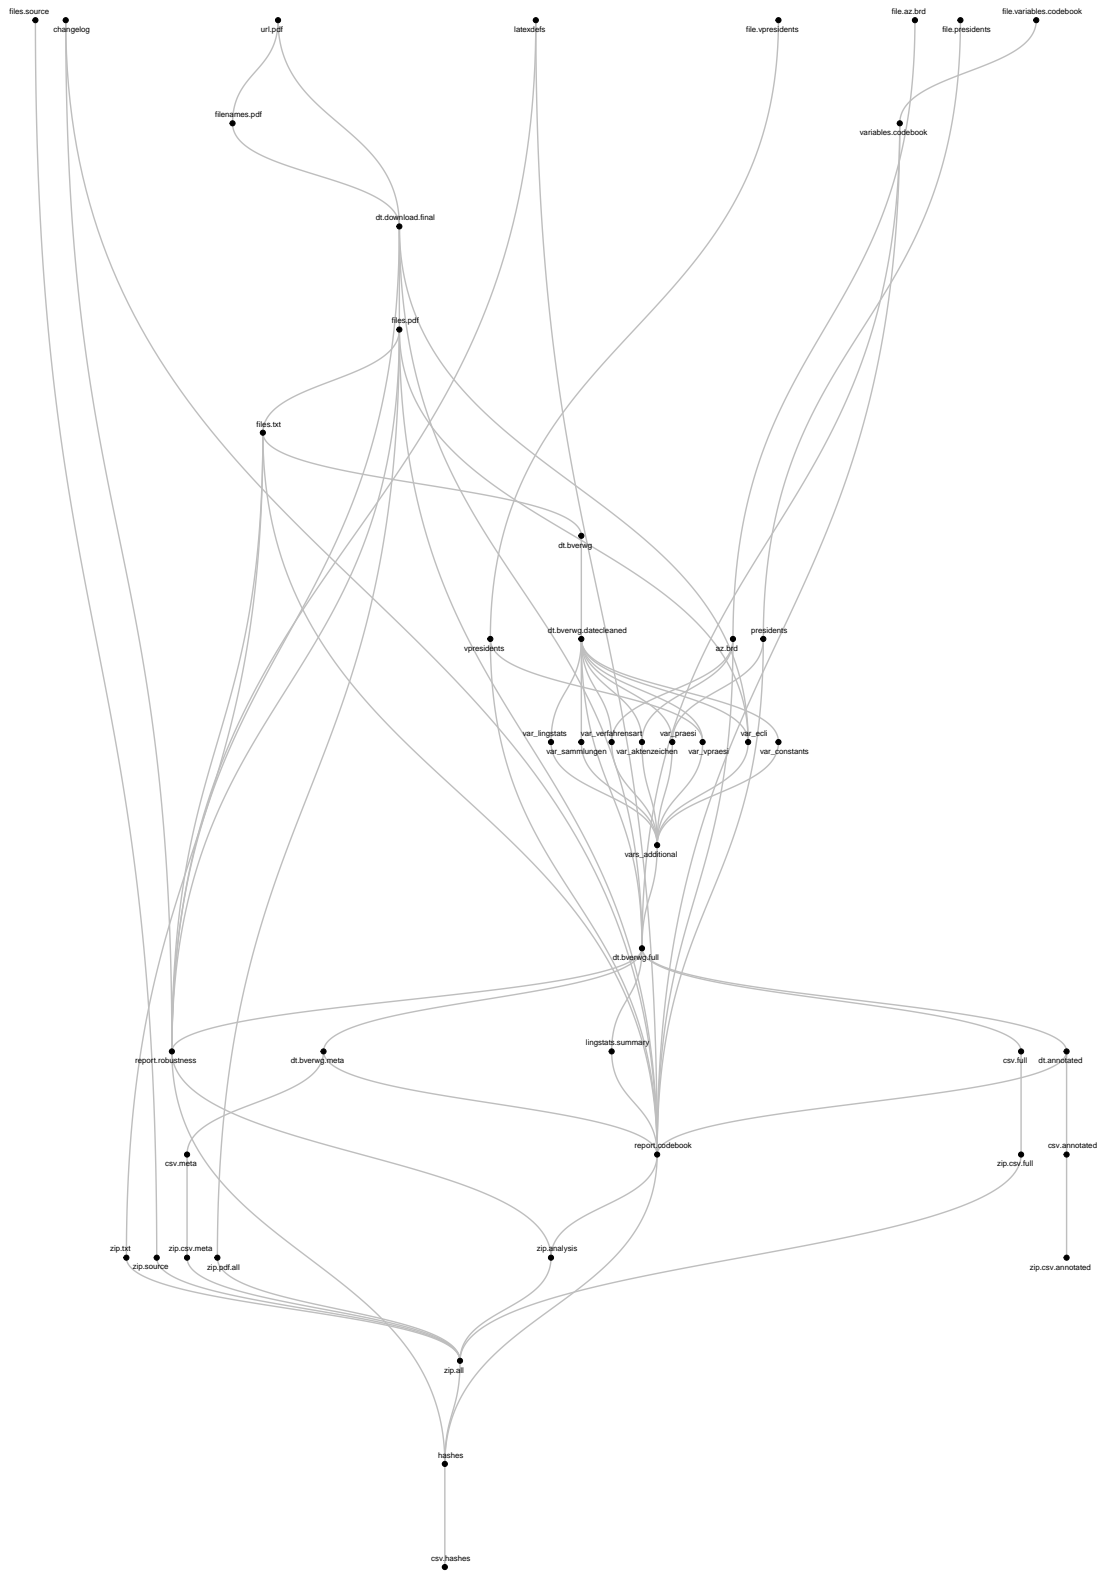 files.source
file.az.brd
file.variables.codebook
changelog
url.pdf
latexdefs
file.vpresidents
file.presidents
filenames.pdf
variables.codebook
dt.download.final
files.pdf
files.txt
dt.bverwg
dt.bverwg.datecleaned
presidents
vpresidents
az.brd
var_lingstats
var_verfahrensart
var_praesi
var_ecli
var_sammlungen
var_aktenzeichen
var_vpraesi
var_constants
vars_additional
dt.bverwg.full
lingstats.summary
report.robustness
dt.bverwg.meta
csv.full
dt.annotated
report.codebook
csv.annotated
csv.meta
zip.csv.full
zip.txt
zip.csv.meta
zip.analysis
zip.source
zip.pdf.all
zip.csv.annotated
zip.all
hashes
csv.hashes